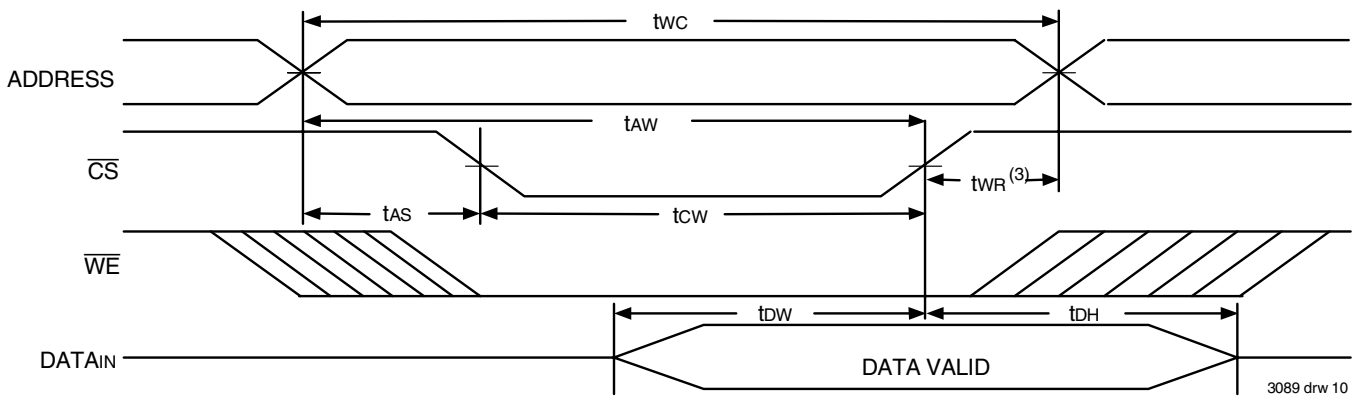 tWC
ADDRESS
tAW
CS
tWR (3)
tAS
tCW
WE
tDW
tDH
DATAIN
DATA VALID
3089 drw 10